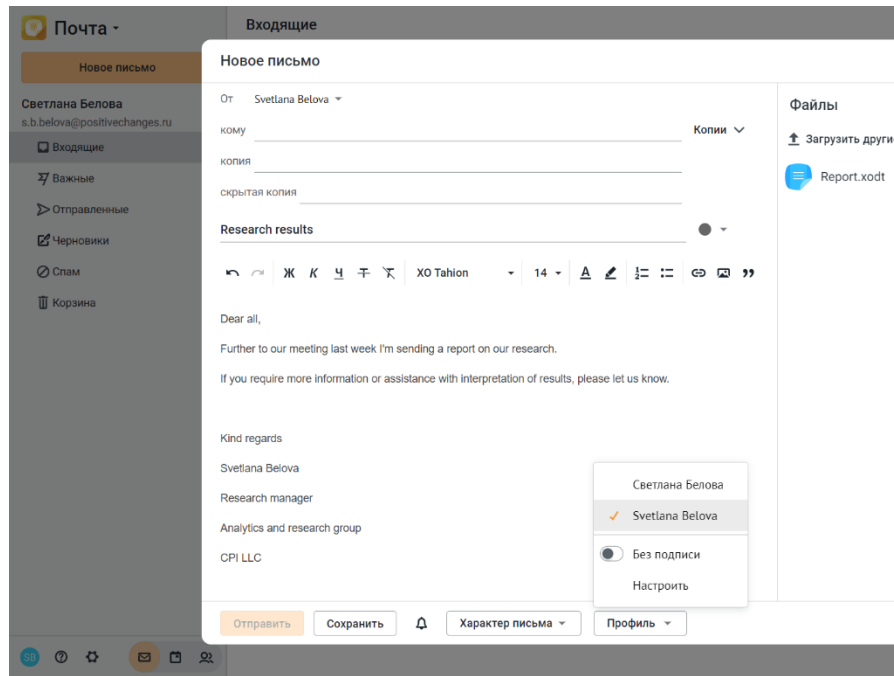 Почта
Входящие
Новое письмо
Светлана Белова
s.b.belova@positivechanges.ru
Входящие
Важные
Отправленные
Черновики
Спам
Корзина
SB
Новое письмо
От Svetlana Belova
кому
Копии
копия
скрытая копия
Research results
Ж К Ч Т Т XO Tahion 14 А
Dear all,
Further to our meeting last week I'm sending a report on our research.
If you require more information or assistance with interpretation of results, please let us know.
Kind regards
Svetlana Belova
Research manager
Analytics and research group
CPI LLC
Светлана Белова
Svetlana Belova
Без подписи
Настроить
Отправить
Сохранить
Характер письма
Профиль
Файлы
Загрузить други
Report.xodt